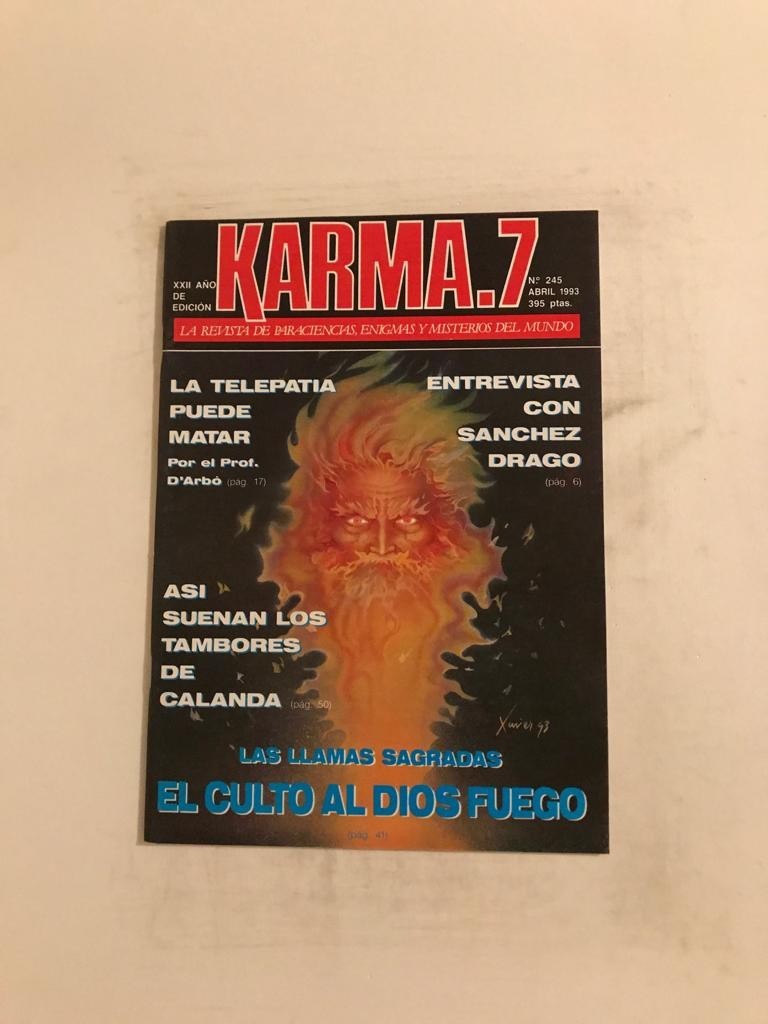 KARMA.7
XXII AÑO
DE
EDICIÓN
Nº 245
ABRIL 1993
395 ptas.
LA REVISTA DE PARACIENCIAS, ENIGMAS Y MISTERIOS DEL MUNDO
LA TELEPATIA
PUEDE
MATAR
Por el Prof.
D'Arbó (pág. 17)
ENTREVISTA
CON
SANCHEZ
DRAGO
(pág. 6)
ASI
SUENAN LOS
TAMBORES
DE
CALANDA (pág. 50)
Xavier 93
LAS LLAMAS SAGRADAS
EL CULTO AL DIOS FUEGO
(pág. 41)